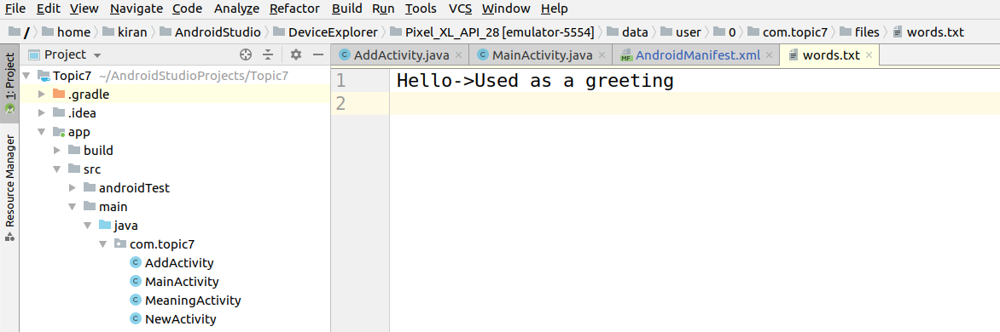 File Edit View Navigate Code Analyze Refactor Build Run Tools VCS Window Help
/ home kiran AndroidStudio DeviceExplorer Pixel_XL_API_28 [emulator-5554] data user 0 com.topic7 files words.txt
1: Project
Resource Manager
Project
Topic7 ~/AndroidStudioProjects/Topic7
.gradle
.idea
app
build
src
androidTest
main
java
com.topic7
C AddActivity
C MainActivity
C MeaningActivity
C NewActivity
C AddActivity.java C MainActivity.java MF AndroidManifest.xml words.txt
1 Hello->Used as a greeting
2